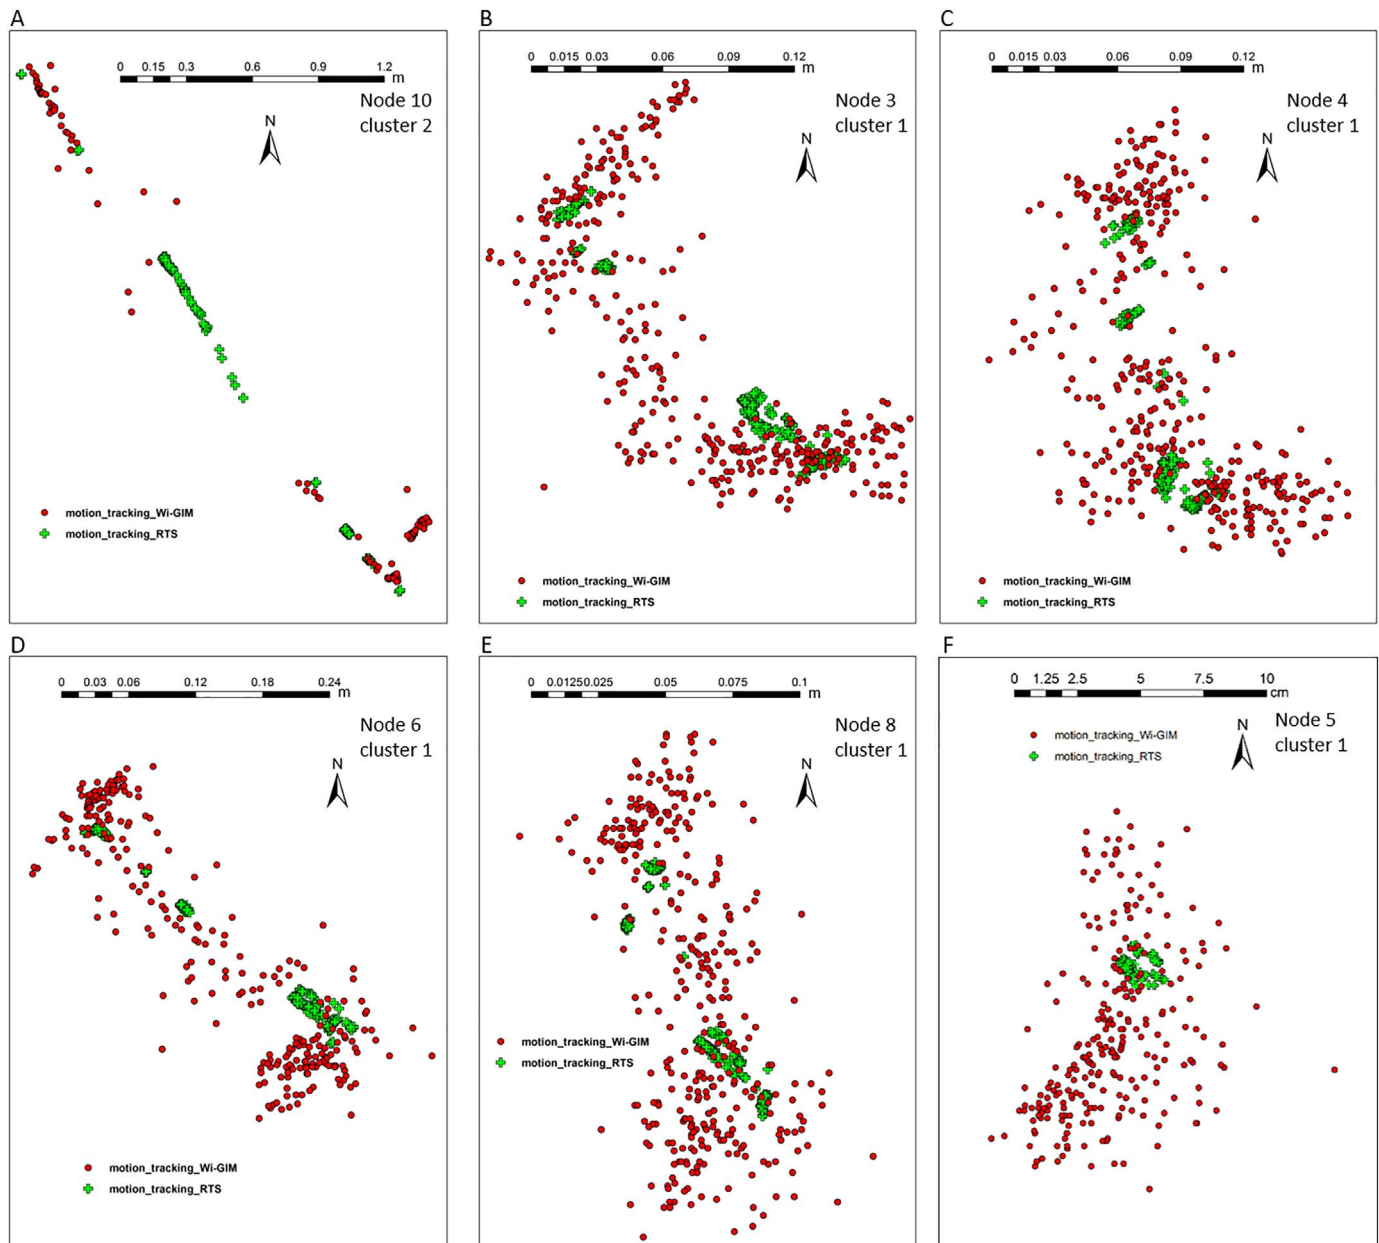 A
0 0.15 0.3 0.6 0.9 1.2
m
Node 10
cluster 2
N
motion_tracking_Wi-GIM
motion_tracking_RTS
B
0 0.015 0.03 0.06 0.09 0.12
m
Node 3
cluster 1
N
motion_tracking_Wi-GIM
motion_tracking_RTS
C
0 0.015 0.03 0.06 0.09 0.12
m
Node 4
cluster 1
N
motion_tracking_Wi-GIM
motion_tracking_RTS
D
0 0.03 0.06 0.12 0.18 0.24
m
Node 6
cluster 1
N
motion_tracking_Wi-GIM
motion_tracking_RTS
E
0 0.01250.025 0.05 0.075 0.1
m
Node 8
cluster 1
N
motion_tracking_Wi-GIM
motion_tracking_RTS
F
0 1.25 2.5 5 7.5 10
cm
motion_tracking_Wi-GIM
motion_tracking_RTS
N
Node 5
cluster 1